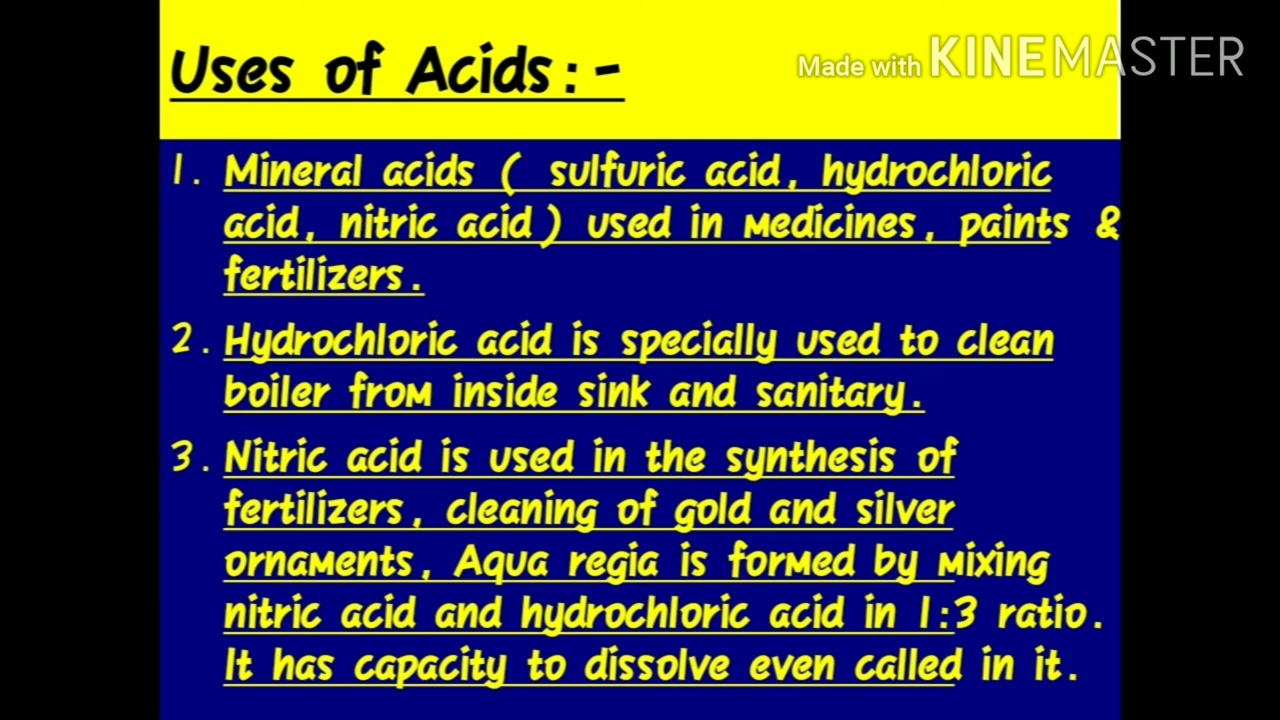 Uses of Acids:-
Made with KINEMASTER
1. Mineral acids ( sulfuric acid, hydrochloric
acid, nitric acid) used in medicines, paints &
fertilizers.
2. Hydrochloric acid is specially used to clean
boiler from inside sink and sanitary.
3. Nitric acid is used in the synthesis of
fertilizers, cleaning of gold and silver
ornaments, Aqua regia is formed by mixing
nitric acid and hydrochloric acid in 1:3 ratio.
It has capacity to dissolve even called in it.